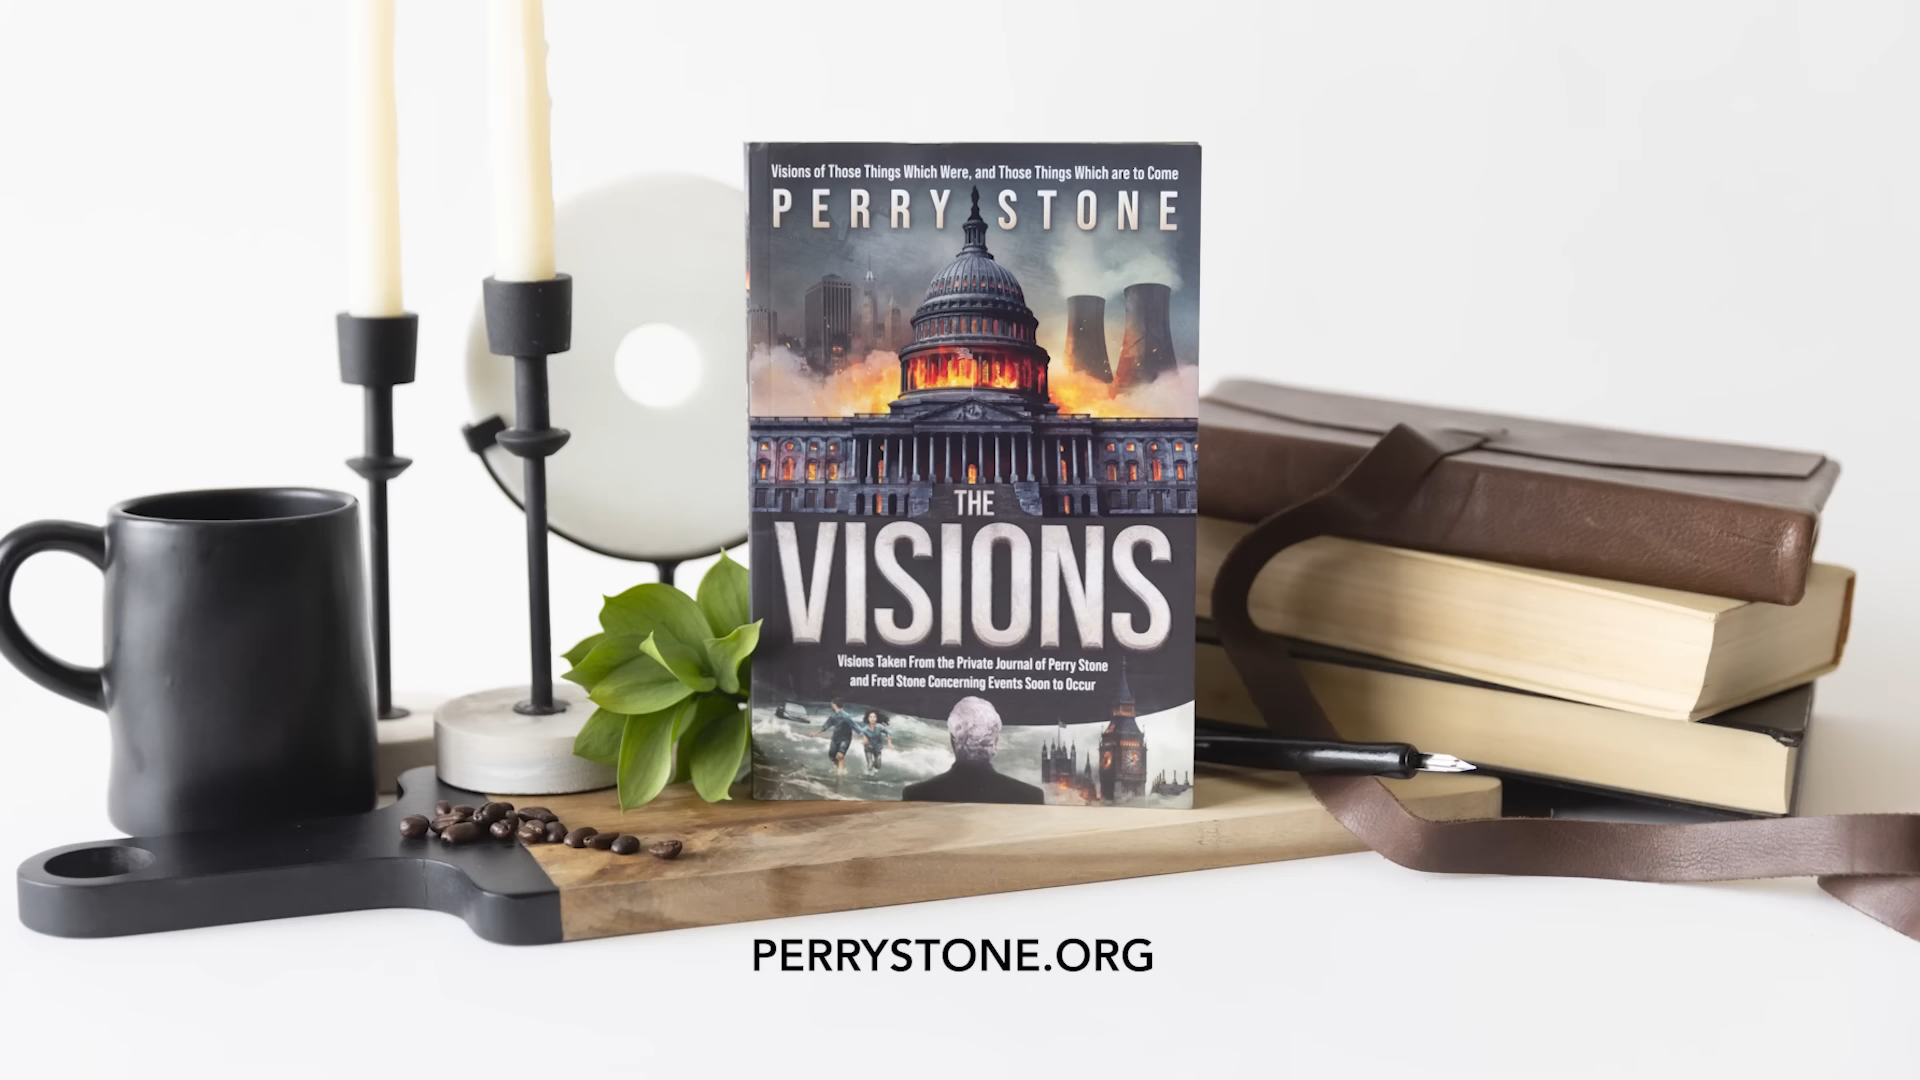 Visions of Those Things Which Were, and Those Things Which are to Come
PERRY STONE
THE
VISIONS
Visions Taken From the Private Journal of Perry Stone
and Fred Stone Concerning Events Soon to Occur
PERRYSTONE.ORG